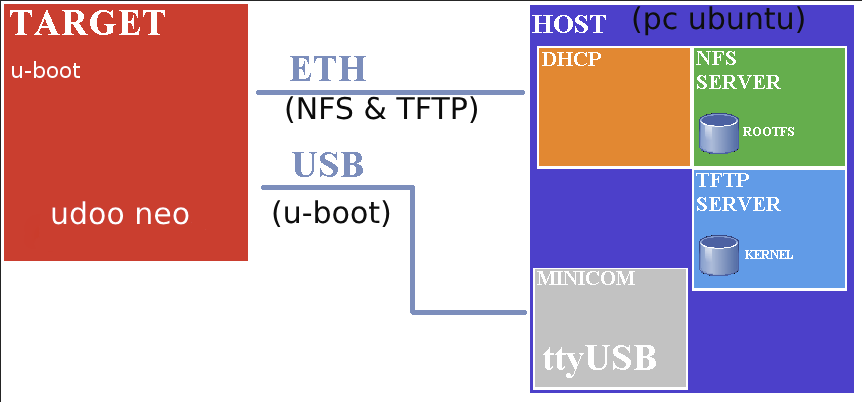 TARGET
u-boot
udoo neo
ETH
(NFS & TFTP)
USB
(u-boot)
HOST (pc ubuntu)
DHCP
NFS
SERVER
ROOTFS
TFTP
SERVER
KERNEL
MINICOM
ttyUSB